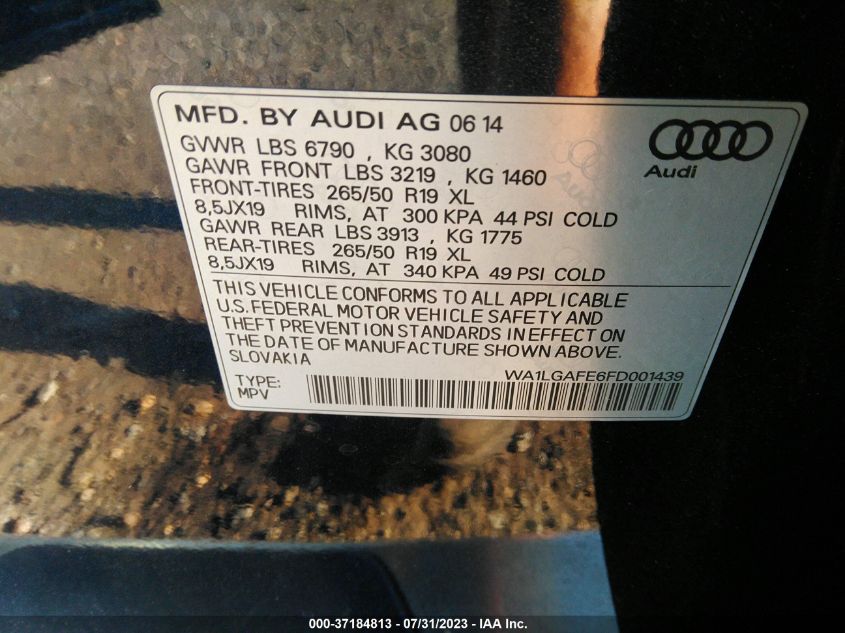 MFD. BY AUDI AG 06 14
GVWR LBS 6790 , KG 3080
GAWR FRONT LBS 3219 , KG 1460
FRONT-TIRES 265/50 R19 XL
8,5JX19 RIMS, AT 300 KPA 44 PSI COLD
GAWR REAR LBS 3913 , KG 1775
REAR-TIRES 265/50 R19 XL
8,5JX19 RIMS, AT 340 KPA 49 PSI COLD
Audi
THIS VEHICLE CONFORMS TO ALL APPLICABLE
U.S. FEDERAL MOTOR VEHICLE SAFETY AND
THEFT PREVENTION STANDARDS IN EFFECT ON
THE DATE OF MANUFACTURE SHOWN ABOVE.
SLOVAKIA
WA1LGAFE6FD001439
TYPE:
MPV
000-37184813 - 07/31/2023 - IAA Inc.